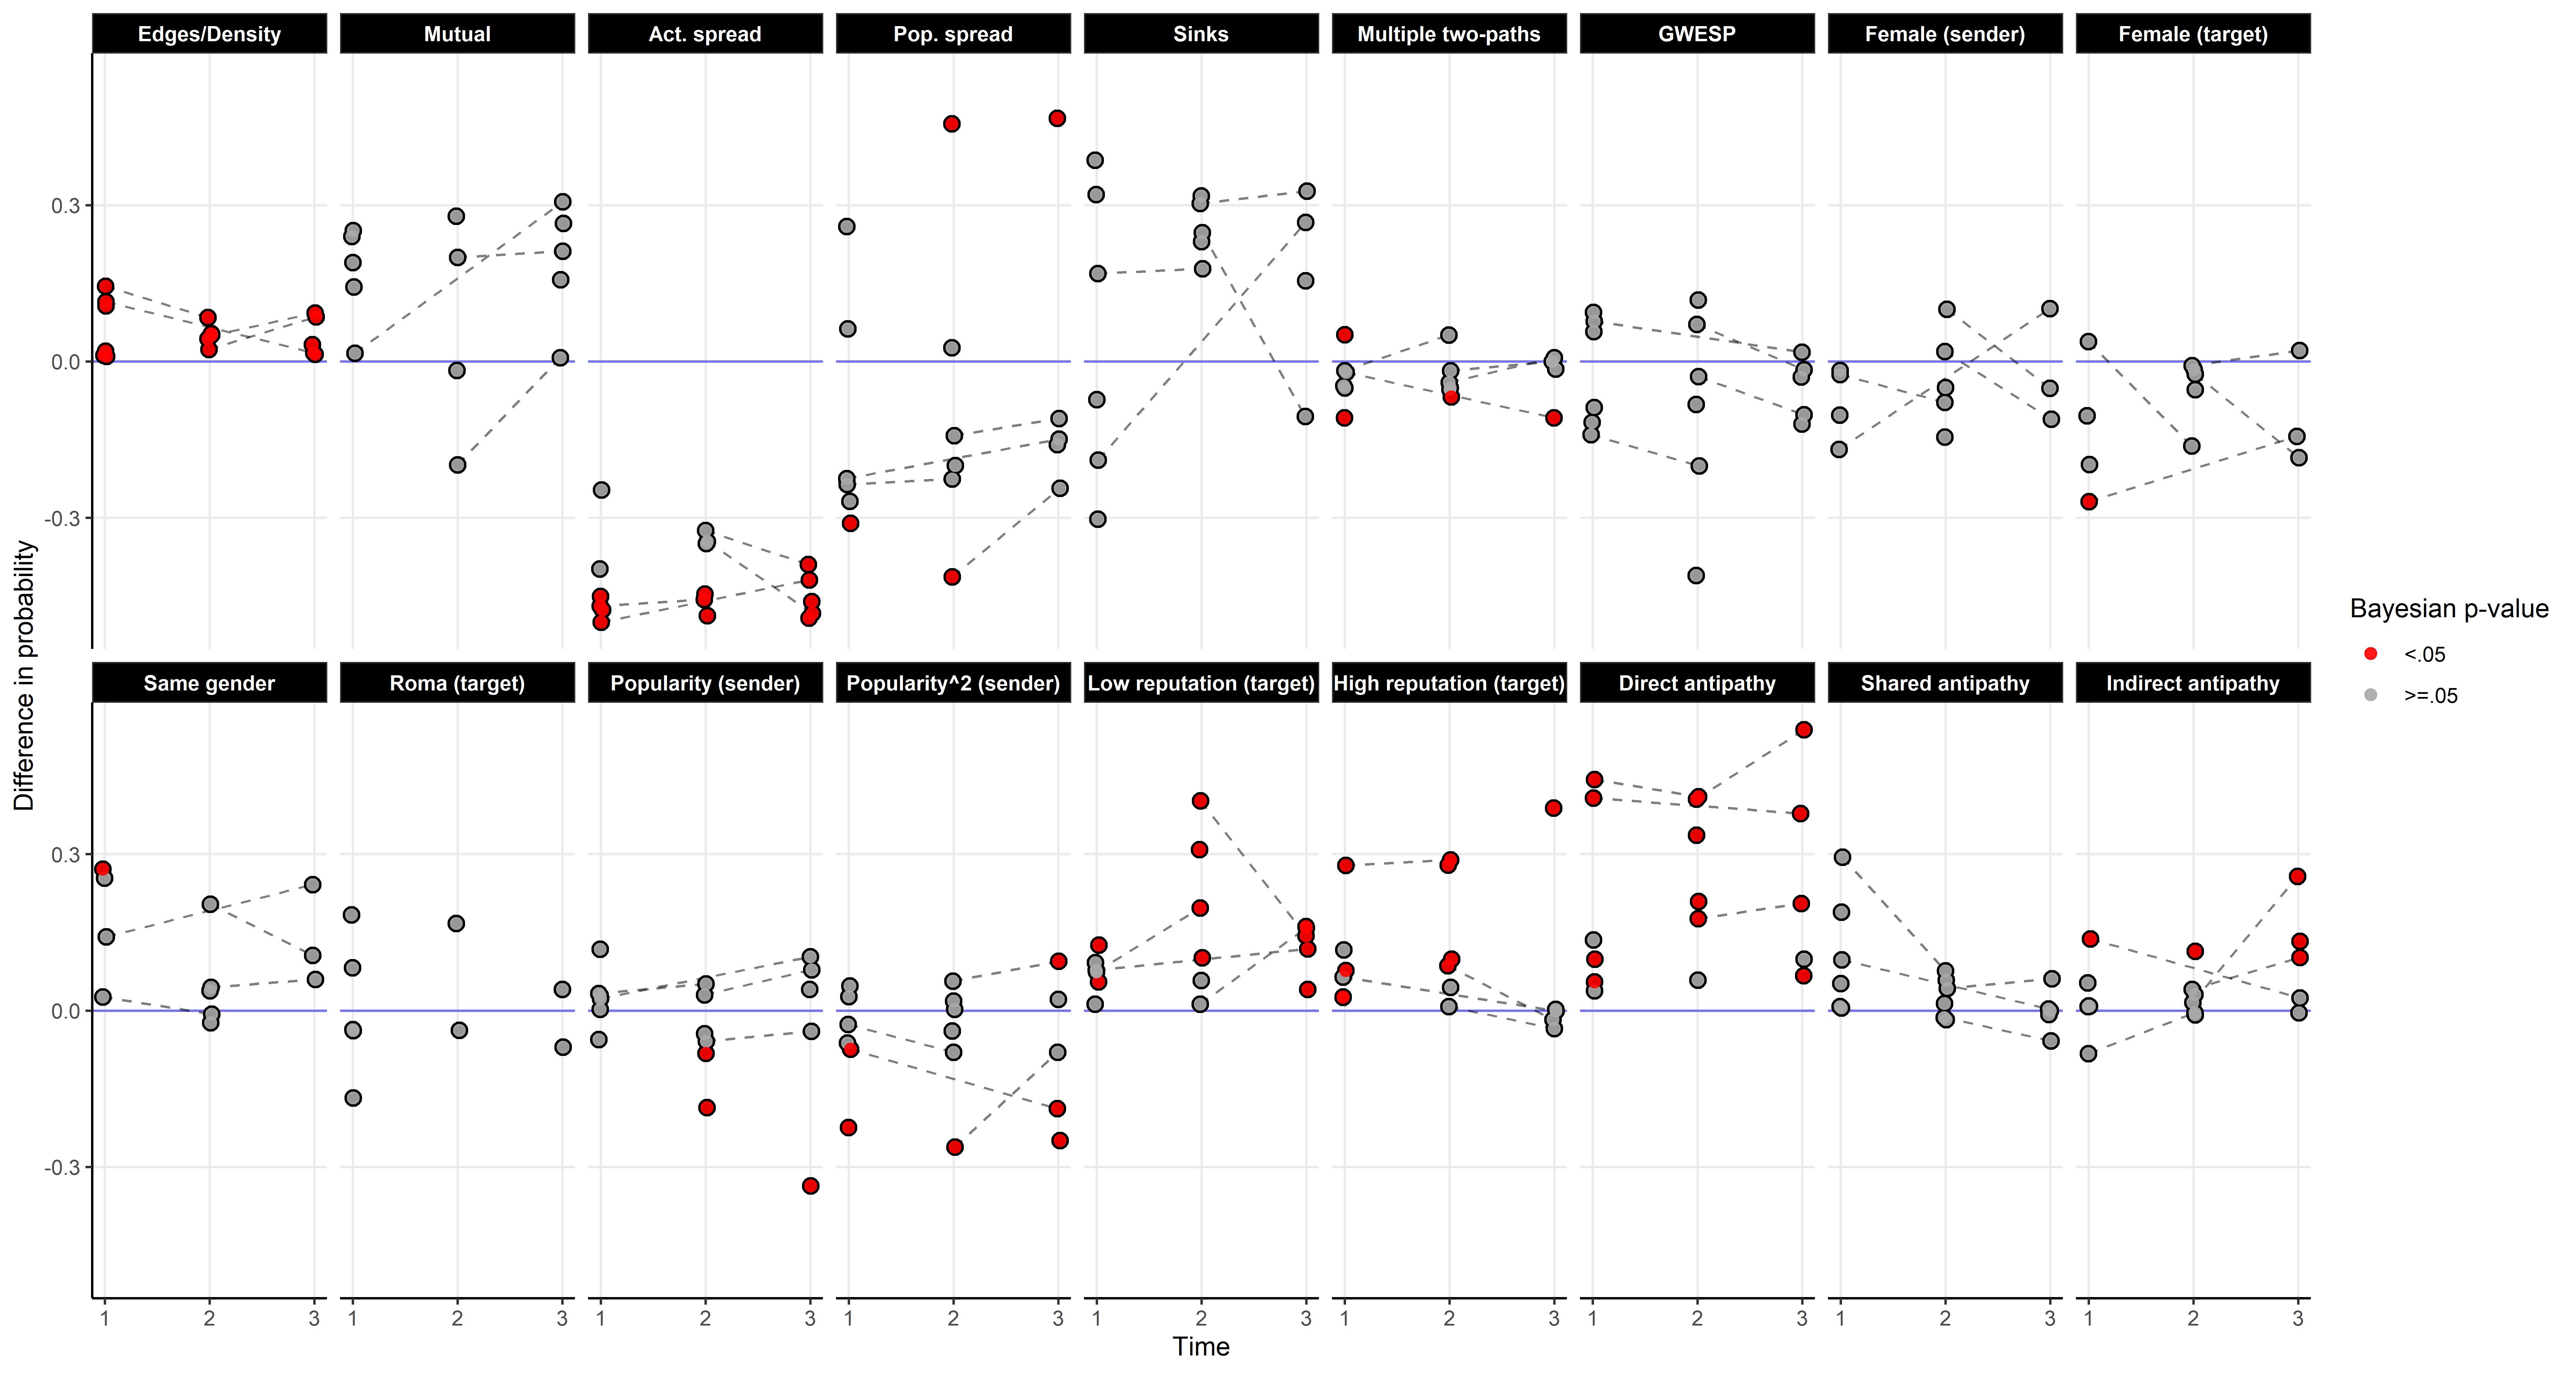 Edges/Density Mutual Act. spread Pop. spread Sinks Multiple two-paths GWESP Female (sender) Female (target)
0.3
0.0
-0.3
Difference in probability
Same gender Roma (target) Popularity (sender) Popularity^2 (sender) Low reputation (target) High reputation (target) Direct antipathy Shared antipathy Indirect antipathy
0.3
0.0
-0.3
1 2 3 1 2 3 1 2 3 1 2 3 1 2 3 1 2 3 1 2 3 1 2 3 1 2 3
Time
Bayesian p-value
<.05
>=.05